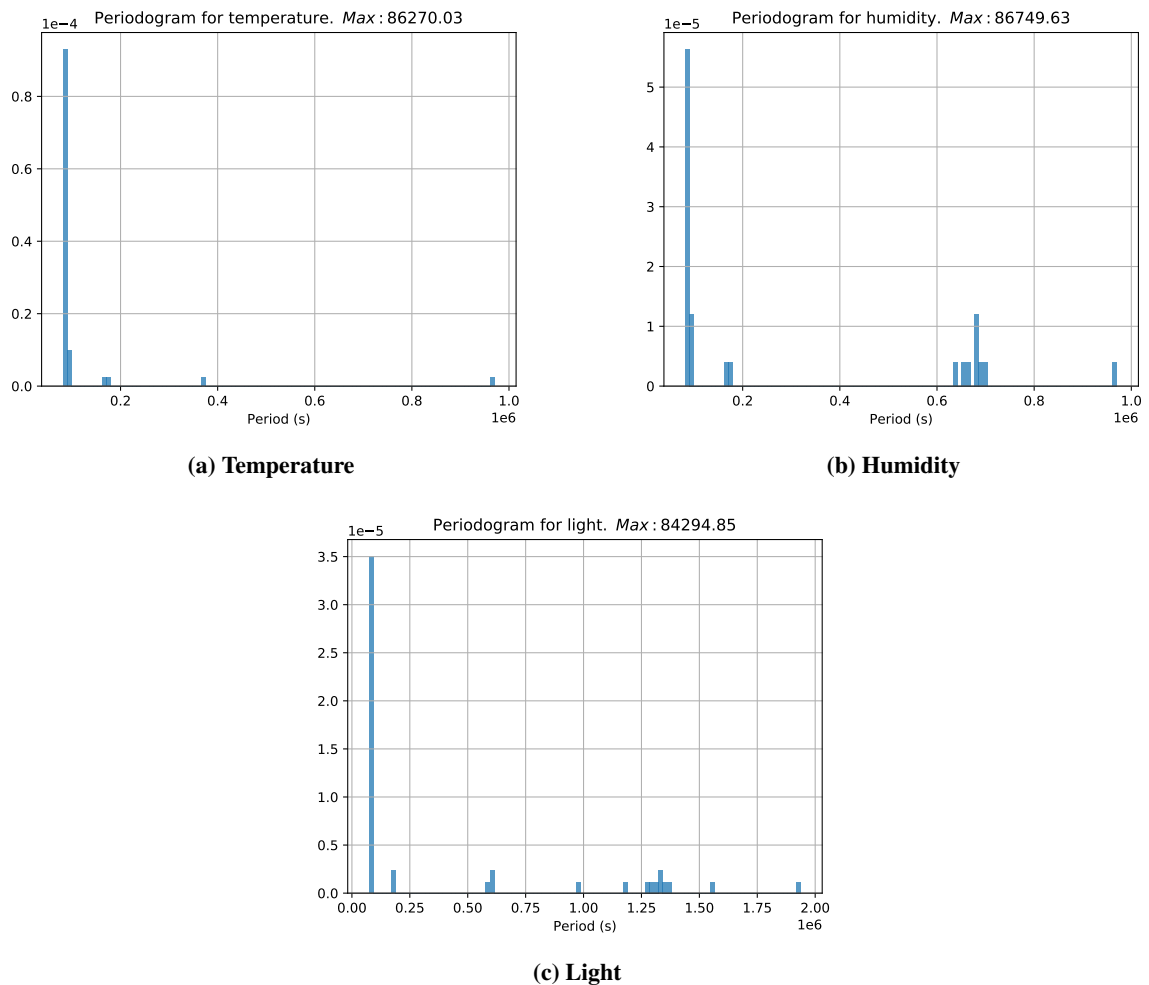 Periodogram for temperature. Max : 86270.03
1e−4
0.8
0.6
0.4
0.2
0.0
0.2 0.4 0.6 0.8 1.0
1e6
Period (s)
(a) Temperature
Periodogram for humidity. Max : 86749.63
1e−5
5
4
3
2
1
0
0.2 0.4 0.6 0.8 1.0
1e6
Period (s)
(b) Humidity
Periodogram for light. Max : 84294.85
1e−5
3.5
3.0
2.5
2.0
1.5
1.0
0.5
0.0
0.00 0.25 0.50 0.75 1.00 1.25 1.50 1.75 2.00
1e6
Period (s)
(c) Light